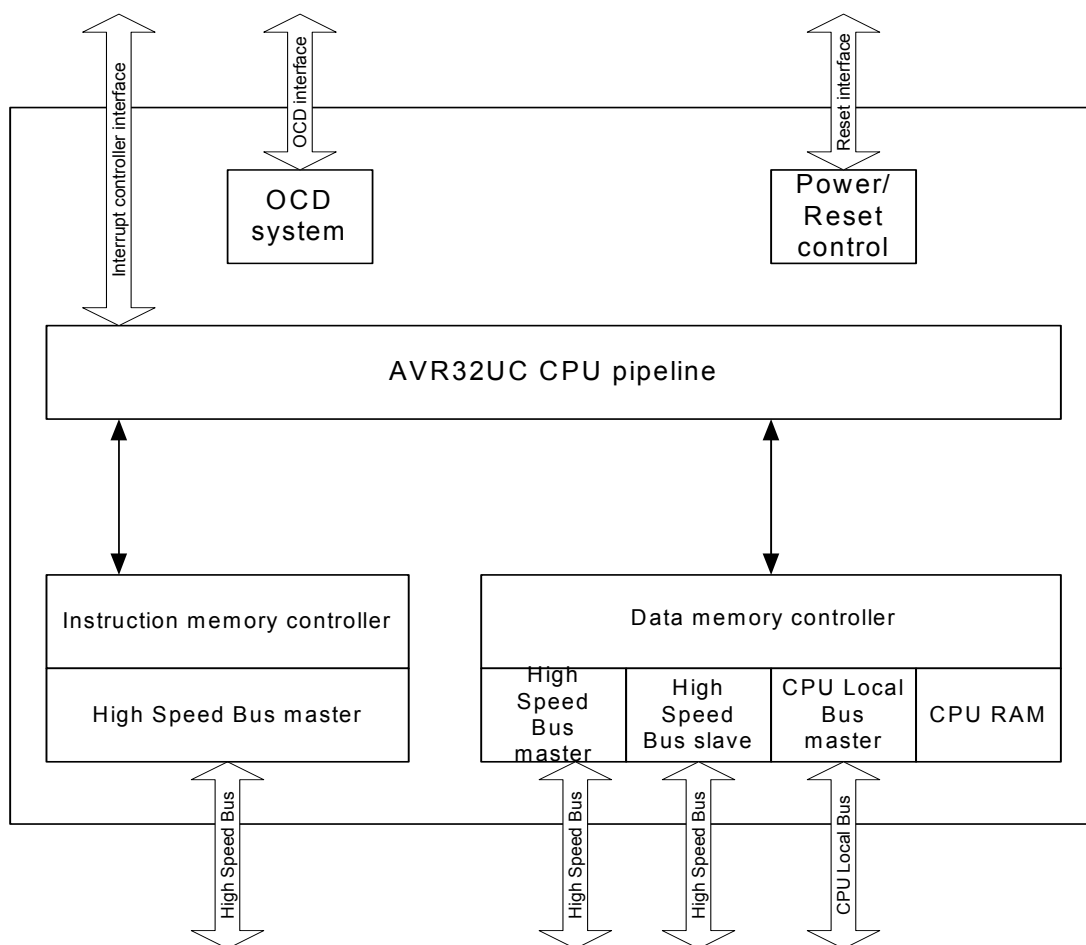 Interrupt controller interface
OCD interface
Reset interface
OCD
system
Power/
Reset
control
AVR32UC CPU pipeline
Instruction memory controller
High Speed Bus master
Data memory controller
High
Speed
Bus
master
High
Speed
Bus slave
CPU Local
Bus
master
CPU RAM
High Speed Bus
High Speed Bus
High Speed Bus
CPU Local Bus